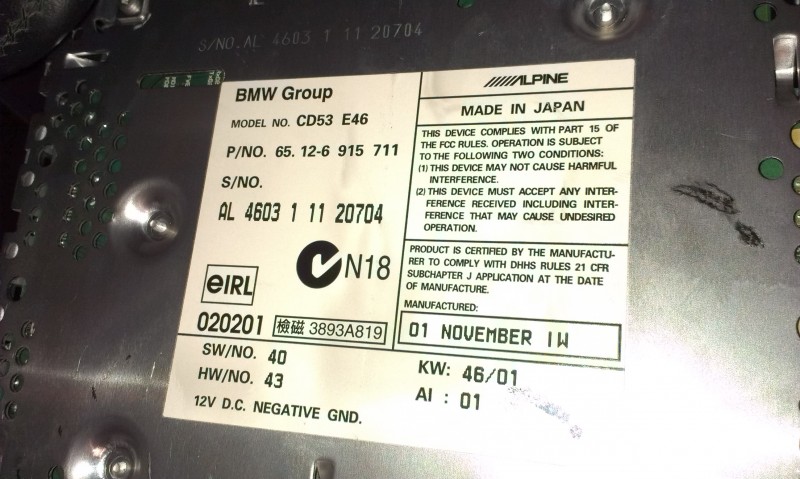 S/NO. AL 4603 1 11 20704
BMW Group
MODEL NO. CD53 E46
P/NO. 65. 12-6 915 711
S/NO.
AL 4603 1 11 20704
N18
eIRL
020201 檢磁 3893A819
SW/NO. 40
HW/NO. 43
12V D.C. NEGATIVE GND.
ALPINE
MADE IN JAPAN
THIS DEVICE COMPLIES WITH PART 15 OF
THE FCC RULES. OPERATION IS SUBJECT
TO THE FOLLOWING TWO CONDITIONS:
(1) THIS DEVICE MAY NOT CAUSE HARMFUL
INTERFERENCE.
(2) THIS DEVICE MUST ACCEPT ANY INTER-
FERENCE RECEIVED INCLUDING INTER-
FERENCE THAT MAY CAUSE UNDESIRED
OPERATION.
PRODUCT IS CERTIFIED BY THE MANUFACTU-
RER TO COMPLY WITH DHHS RULES 21 CFR
SUBCHAPTER J APPLICATION AT THE DATE
OF MANUFACTURE.
MANUFACTURED:
01 NOVEMBER IW
KW: 46/01
AI : 01